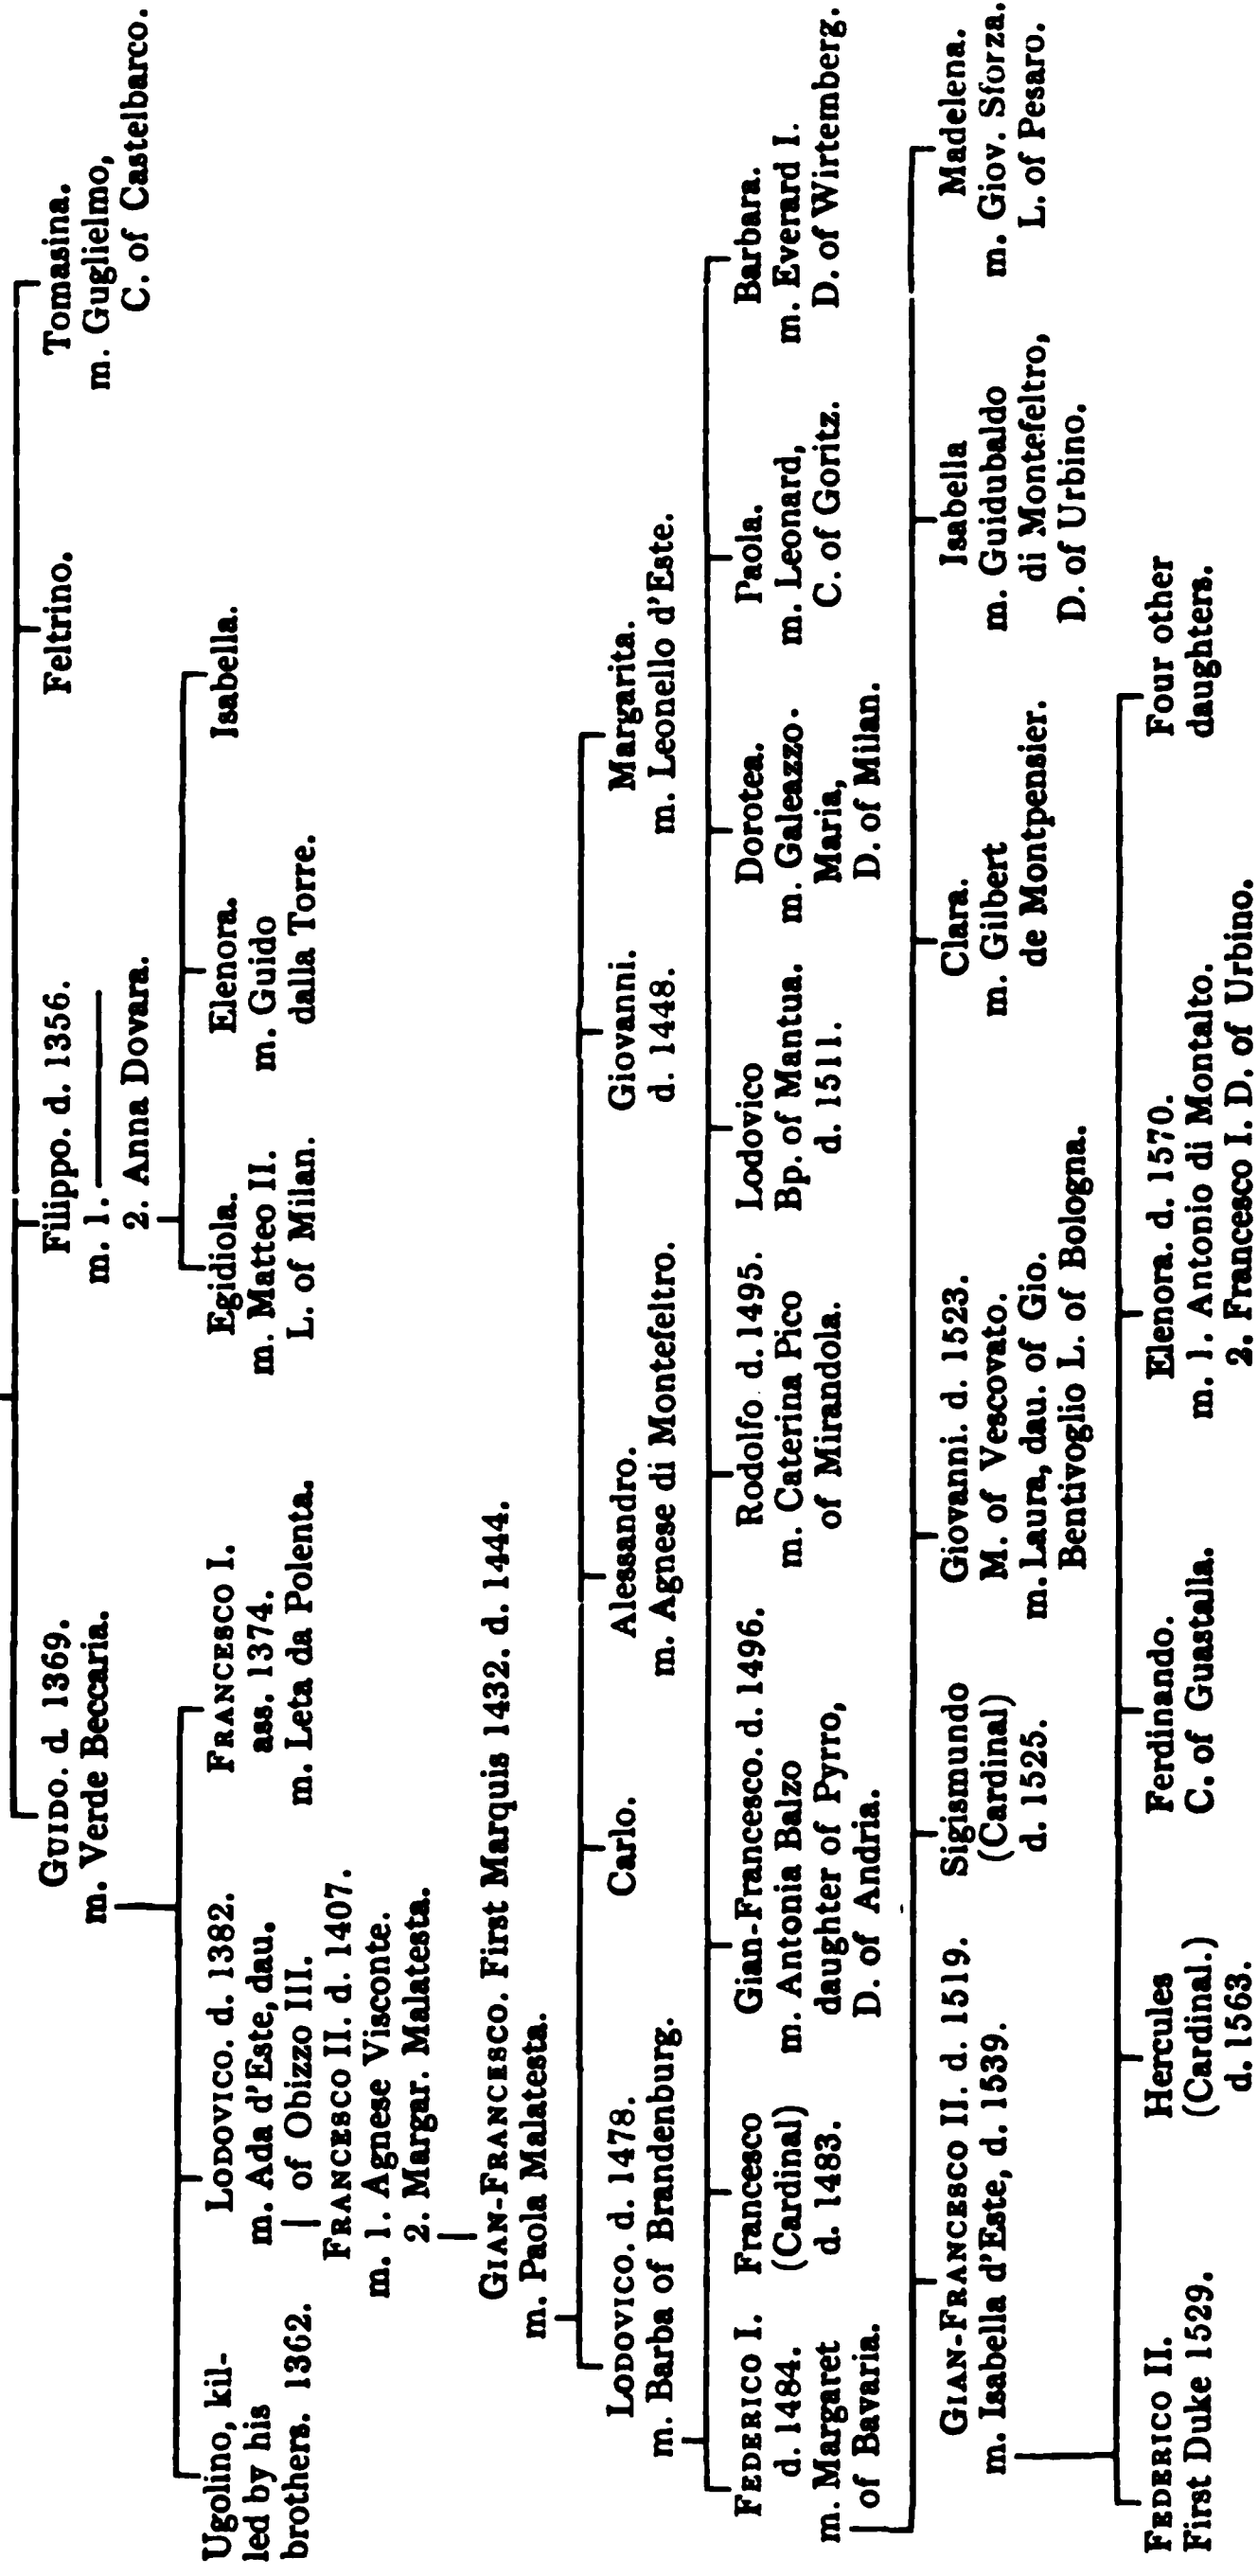 GUIDO. d. 1369.
m. Verde Beccaria.
Filippo. d. 1356.
m. 1. ———
2. Anna Dovara.
Feltrino.
Tomasina.
m. Guglielmo,
C. of Castelbarco.
Ugolino, kil-
led by his
brothers. 1362.
LODOVICO. d. 1382.
m. Ada d'Este, dau.
of Obizzo III.
FRANCESCO I.
ass. 1374.
m. Leta da Polenta.
Egidiola.
m. Matteo II.
L. of Milan.
Elenora.
m. Guido
dalla Torre.
Isabella.
FRANCESCO II. d. 1407.
m. 1. Agnese Visconte.
2. Margar. Malatesta.
GIAN-FRANCESCO. First Marquis 1432. d. 1444.
m. Paola Malatesta.
LODOVICO. d. 1478.
m. Barba of Brandenburg.
Carlo.
Alessandro.
m. Agnese di Montefeltro.
Giovanni.
d. 1448.
Margarita.
m. Leonello d'Este.
FEDERICO I.
d. 1484.
m. Margaret
of Bavaria.
Francesco
(Cardinal)
d. 1483.
Gian-Francesco. d. 1496.
m. Antonia Balzo
daughter of Pyrro,
D. of Andria.
Rodolfo. d. 1495.
m. Caterina Pico
of Mirandola.
Lodovico
Bp. of Mantua.
d. 1511.
Dorotea.
m. Galeazzo.
Maria,
D. of Milan.
Paola.
m. Leonard,
C. of Goritz.
Barbara.
m. Everard I.
D. of Wirtemberg.
GIAN-FRANCESCO II. d. 1519.
m. Isabella d'Este, d. 1539.
Sigismundo
(Cardinal)
d. 1525.
Giovanni. d. 1523.
M. of Vescovato.
m. Laura, dau. of Gio.
Bentivoglio L. of Bologna.
Clara.
m. Gilbert
de Montpensier.
Isabella
m. Guidubaldo
di Montefeltro,
D. of Urbino.
Madelena.
m. Giov. Sforza.
L. of Pesaro.
FEDERICO II.
First Duke 1529.
Hercules
(Cardinal.)
d. 1563.
Ferdinando.
C. of Guastalla.
Elenora. d. 1570.
m. 1. Antonio di Montalto.
2. Francesco I. D. of Urbino.
Four other
daughters.